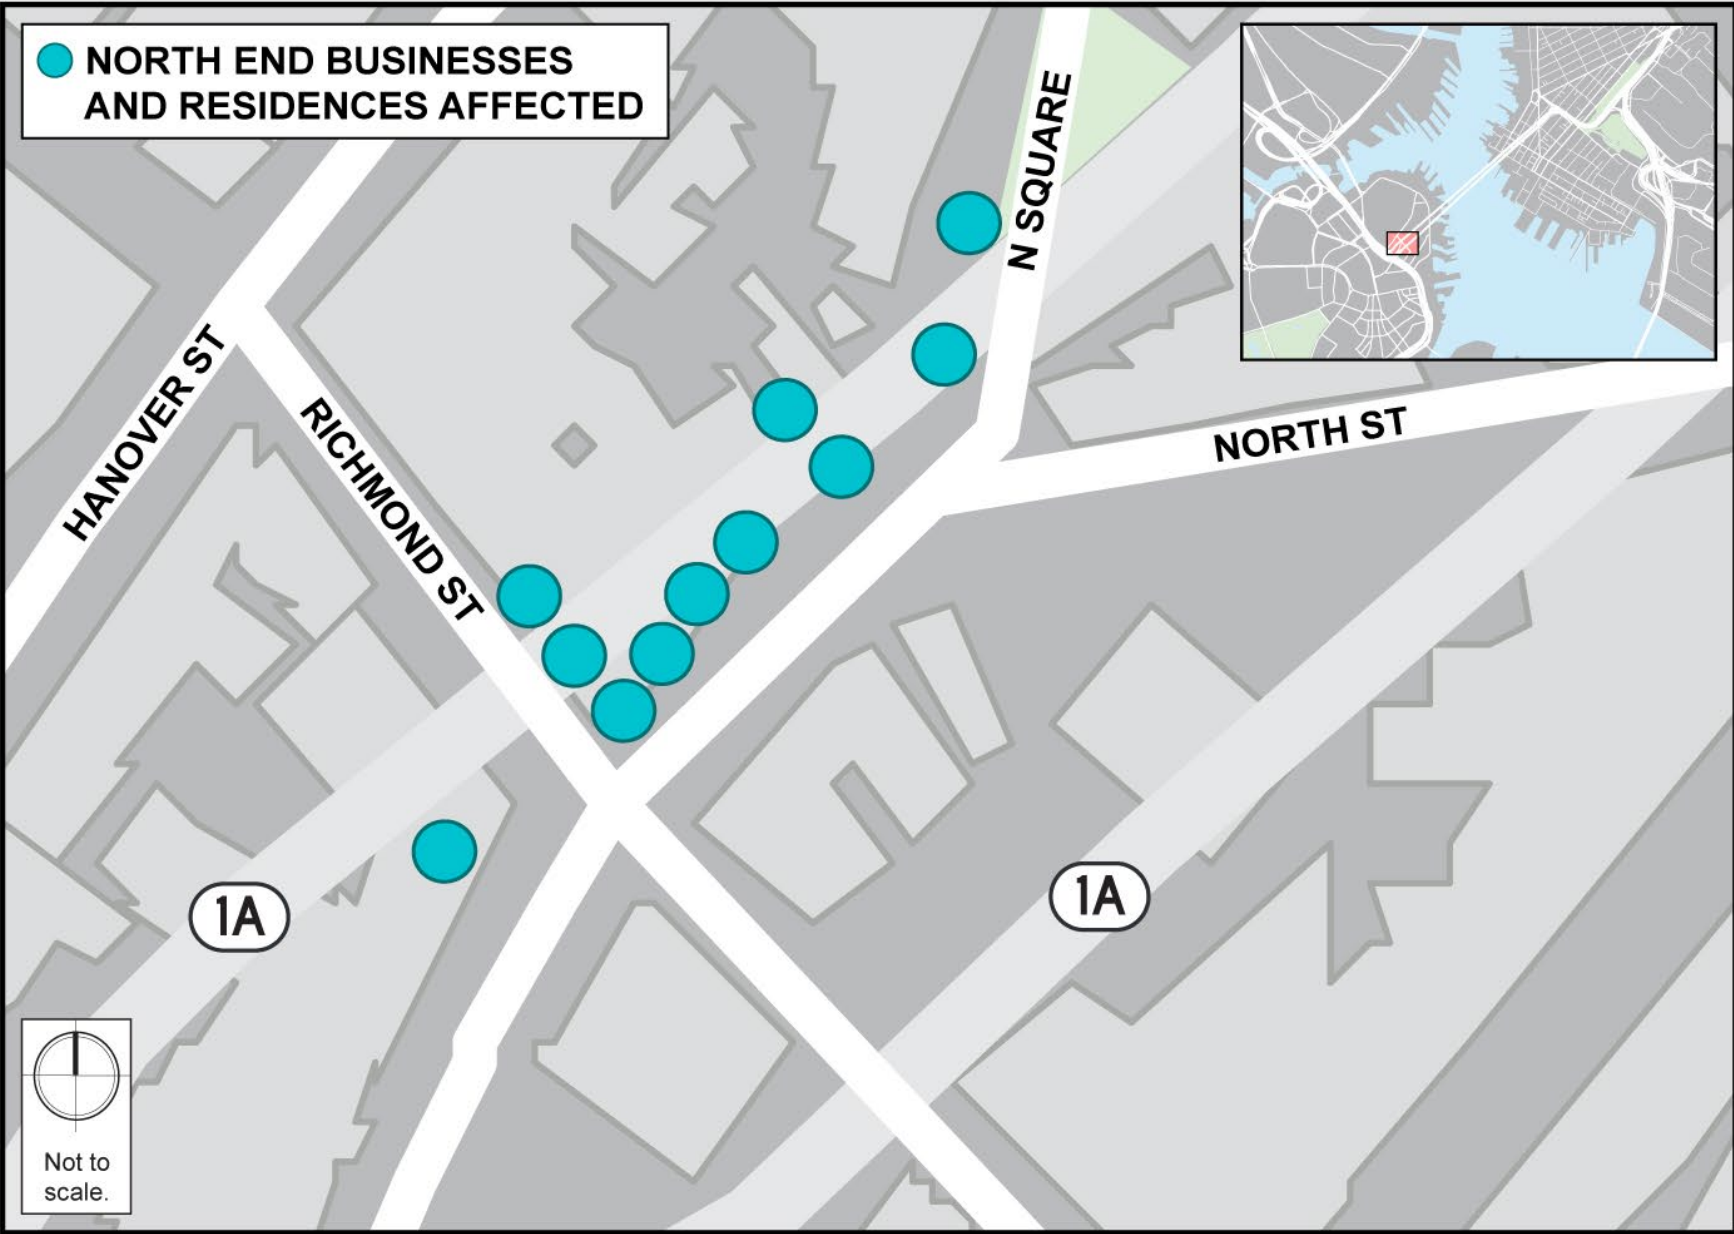 NORTH END BUSINESSES
AND RESIDENCES AFFECTED
N SQUARE
HANOVER ST
RICHMOND ST
NORTH ST
1A
1A
Not to
scale.